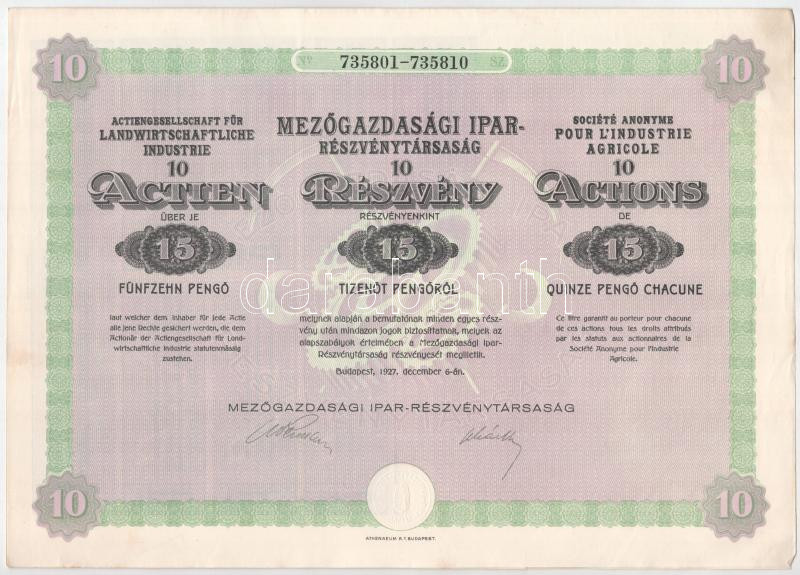 10
Nº 735801-735810 SZ
10
ACTIENGESELLSCHAFT FÜR
LANDWIRTSCHAFTLICHE
INDUSTRIE
10
ACTIEN
ÜBER JE
15
FÜNFZEHN PENGŐ
laut welcher dem Inhaber für jede Actie
alle jene Rechte gesichert werden, die dem
Actionär der Actiengesellschaft für Land-
wirtschaftliche Industrie statutenmässig
zustehen.
MEZŐGAZDASÁGI IPAR-
RÉSZVÉNYTÁRSASÁG
10
RÉSZVÉNY
RÉSZVÉNYENKINT
15
TIZENÖT PENGŐRŐL
melynek alapján a bemutatónak minden egyes rész-
vény után mindazon jogok biztosíttatnak, melyek az
alapszabályok értelmében a Mezőgazdasági Ipar-
Részvénytársaság részvényesét megilletik.
Budapest, 1927. december 6-án.
SOCIÉTÉ ANONYME
POUR L'INDUSTRIE
AGRICOLE
10
ACTIONS
DE
15
QUINZE PENGŐ CHACUNE
Ce titre garantit au porteur pour chacune
de ces actions tous les droits attribués
par les statuts aux actionnaires de la
Société Anonyme pour l'Industrie
Agricole.
MEZŐGAZDASÁGI IPAR-RÉSZVÉNYTÁRSASÁG
10
10
ATHENAEUM R.T. BUDAPEST.
darabanth